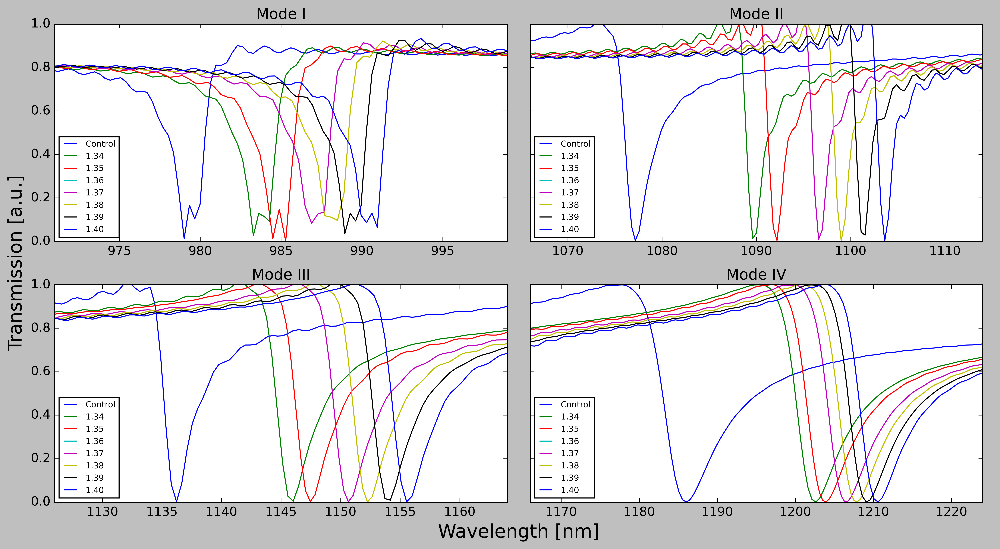 Mode I
Mode II
1.0
0.8
0.6
0.4
0.2
0.0
Control
1.34
1.35
1.36
1.37
1.38
1.39
1.40
975 980 985 990 995
Control
1.34
1.35
1.36
1.37
1.38
1.39
1.40
1070 1080 1090 1100 1110
Transmission [a.u.]
Mode III
Mode IV
1.0
0.8
0.6
0.4
0.2
0.0
Control
1.34
1.35
1.36
1.37
1.38
1.39
1.40
1130 1135 1140 1145 1150 1155 1160
Control
1.34
1.35
1.36
1.37
1.38
1.39
1.40
1170 1180 1190 1200 1210 1220
Wavelength [nm]